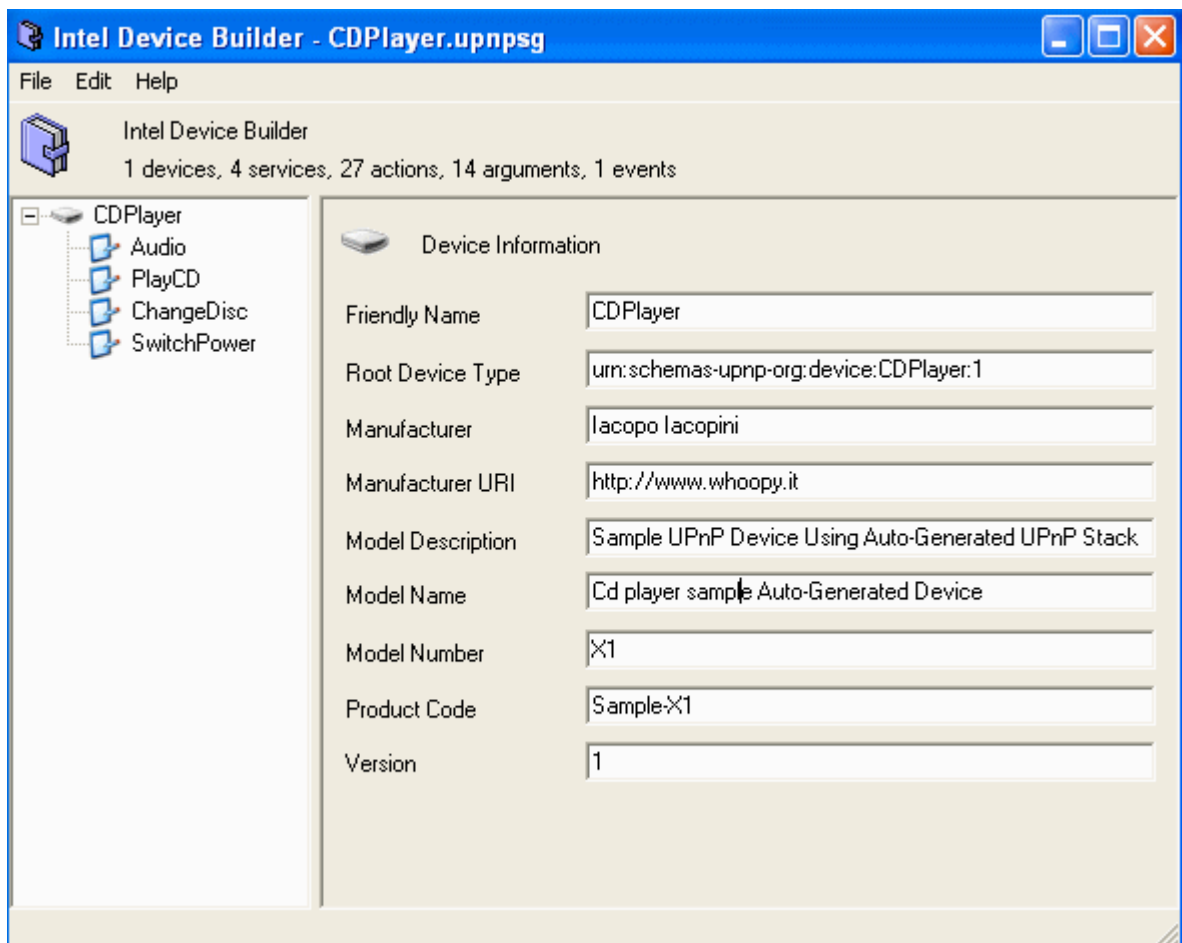 Intel Device Builder - CDPlayer.upnpsg
File Edit Help
Intel Device Builder
1 devices, 4 services, 27 actions, 14 arguments, 1 events
CDPlayer
Audio
PlayCD
ChangeDisc
SwitchPower
Device Information
Friendly Name CDPlayer
Root Device Type urn:schemas-upnp-org:device:CDPlayer:1
Manufacturer Iacopo Iacopini
Manufacturer URI http://www.whoopy.it
Model Description Sample UPnP Device Using Auto-Generated UPnP Stack
Model Name Cd player sample Auto-Generated Device
Model Number X1
Product Code Sample-X1
Version 1